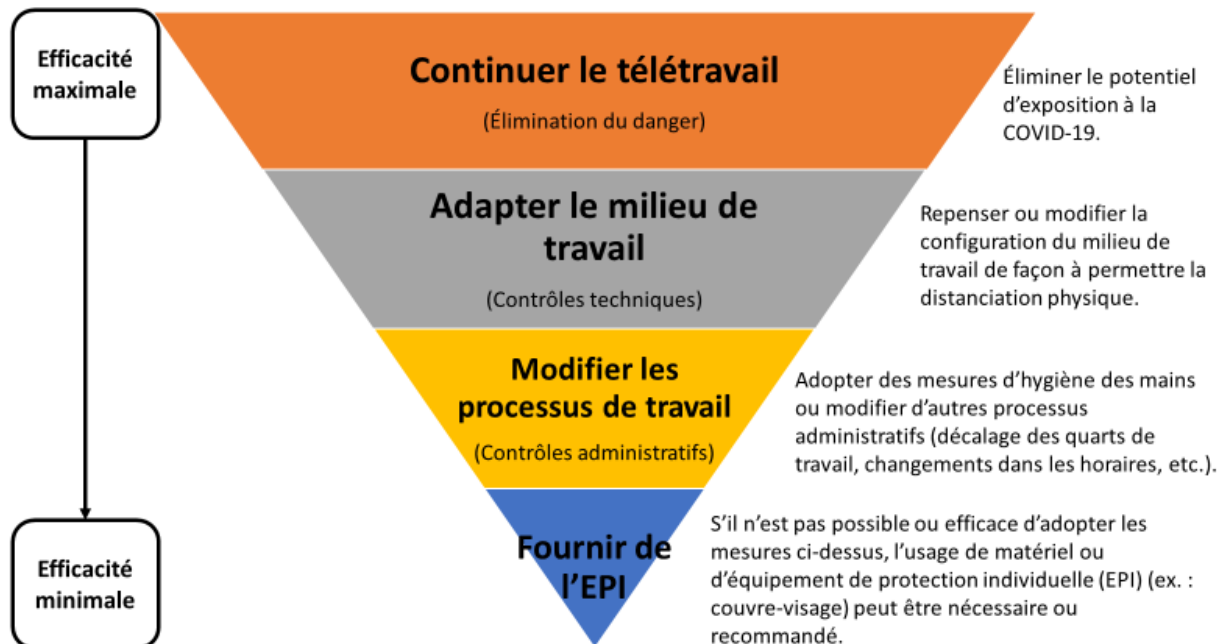 Efficacité
maximale
Continuer le télétravail
(Élimination du danger)
Éliminer le potentiel
d’exposition à la
COVID-19.
Adapter le milieu de
travail
(Contrôles techniques)
Repenser ou modifier la
configuration du milieu de
travail de façon à permettre la
distanciation physique.
Modifier les
processus de travail
(Contrôles administratifs)
Adopter des mesures d’hygiène des mains
ou modifier d’autres processus
administratifs (décalage des quarts de
travail, changements dans les horaires, etc.).
Efficacité
minimale
Fournir de
l’EPI
S’il n’est pas possible ou efficace d’adopter les
mesures ci-dessus, l’usage de matériel ou
d’équipement de protection individuelle (EPI) (ex. :
couvre-visage) peut être nécessaire ou
recommandé.